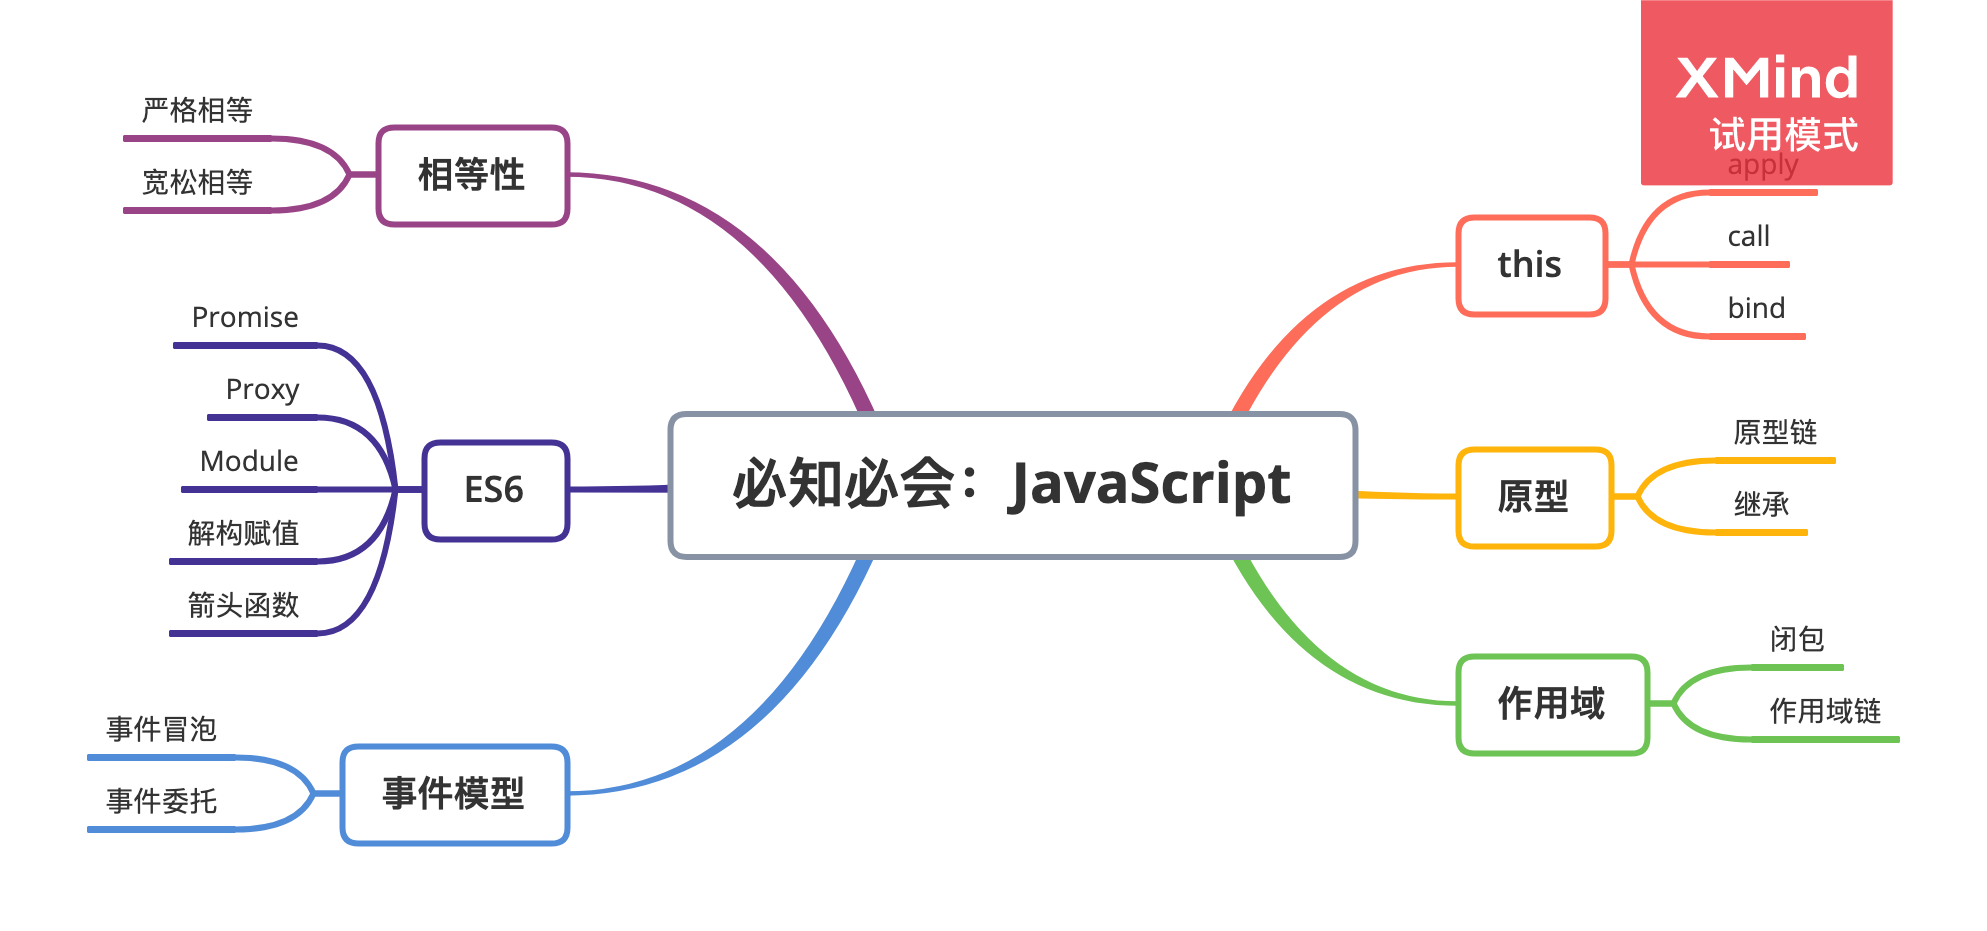 XMind
试用模式
必知必会：JavaScript
this
apply
call
bind
原型
原型链
继承
作用域
闭包
作用域链
相等性
严格相等
宽松相等
ES6
Promise
Proxy
Module
解构赋值
箭头函数
事件模型
事件冒泡
事件委托